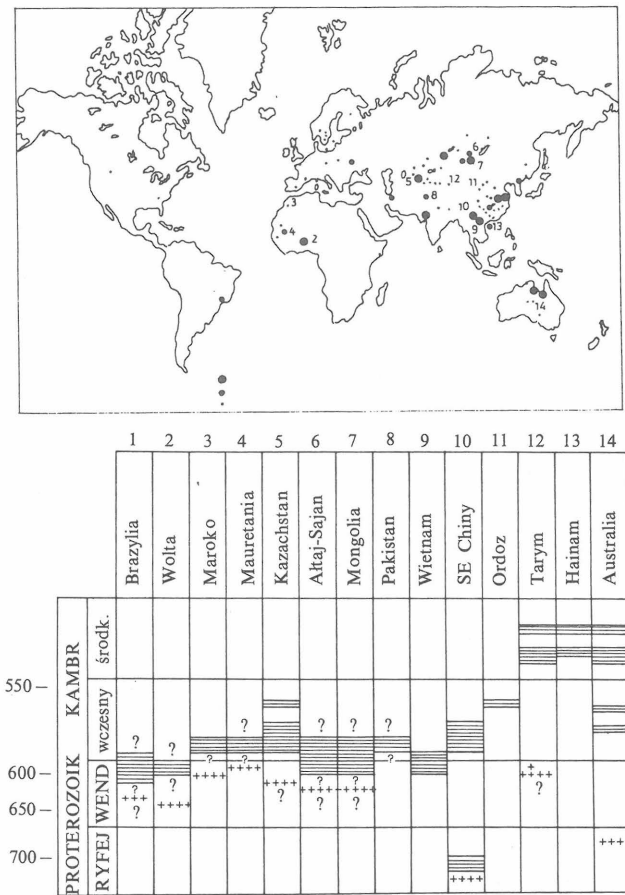 6
7
12
11
5
8
10
9
13
3
4
2
14
1 2 3 4 5 6 7 8 9 10 11 12 13 14
Brazylia
Wolta
Maroko
Mauretania
Kazachstan
Ałtaj-Sajan
Mongolia
Pakistan
Wietnam
SE Chiny
Ordoz
Tarym
Hainam
Australia
KAMBR
środk.
550 —
wczesny
? ? ? ? ?
?
? ? ?
PROTEROZOIK
WEND
600 —
? + + + + + + + + ? ? + + + + +
+ + + ? + + + + + + + + ? + + + + ? + + + + ?
650 —
? ? ? ?
RYFEJ
700 —
+ + + +
+ + + +